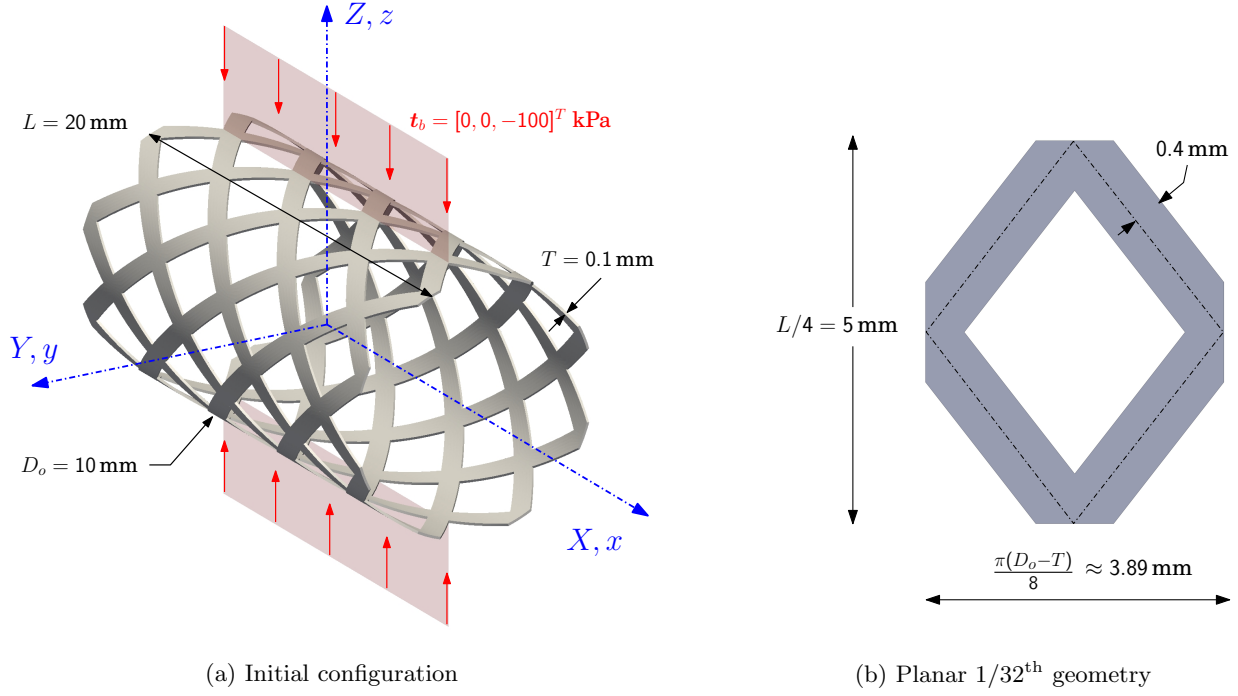 Z, z
L = 20 mm
t_b = [0, 0, −100]^T kPa
T = 0.1 mm
Y, y
D_o = 10 mm
X, x
(a) Initial configuration
0.4 mm
L/4 = 5 mm
π(D_o−T)/8 ≈ 3.89 mm
(b) Planar 1/32^th geometry